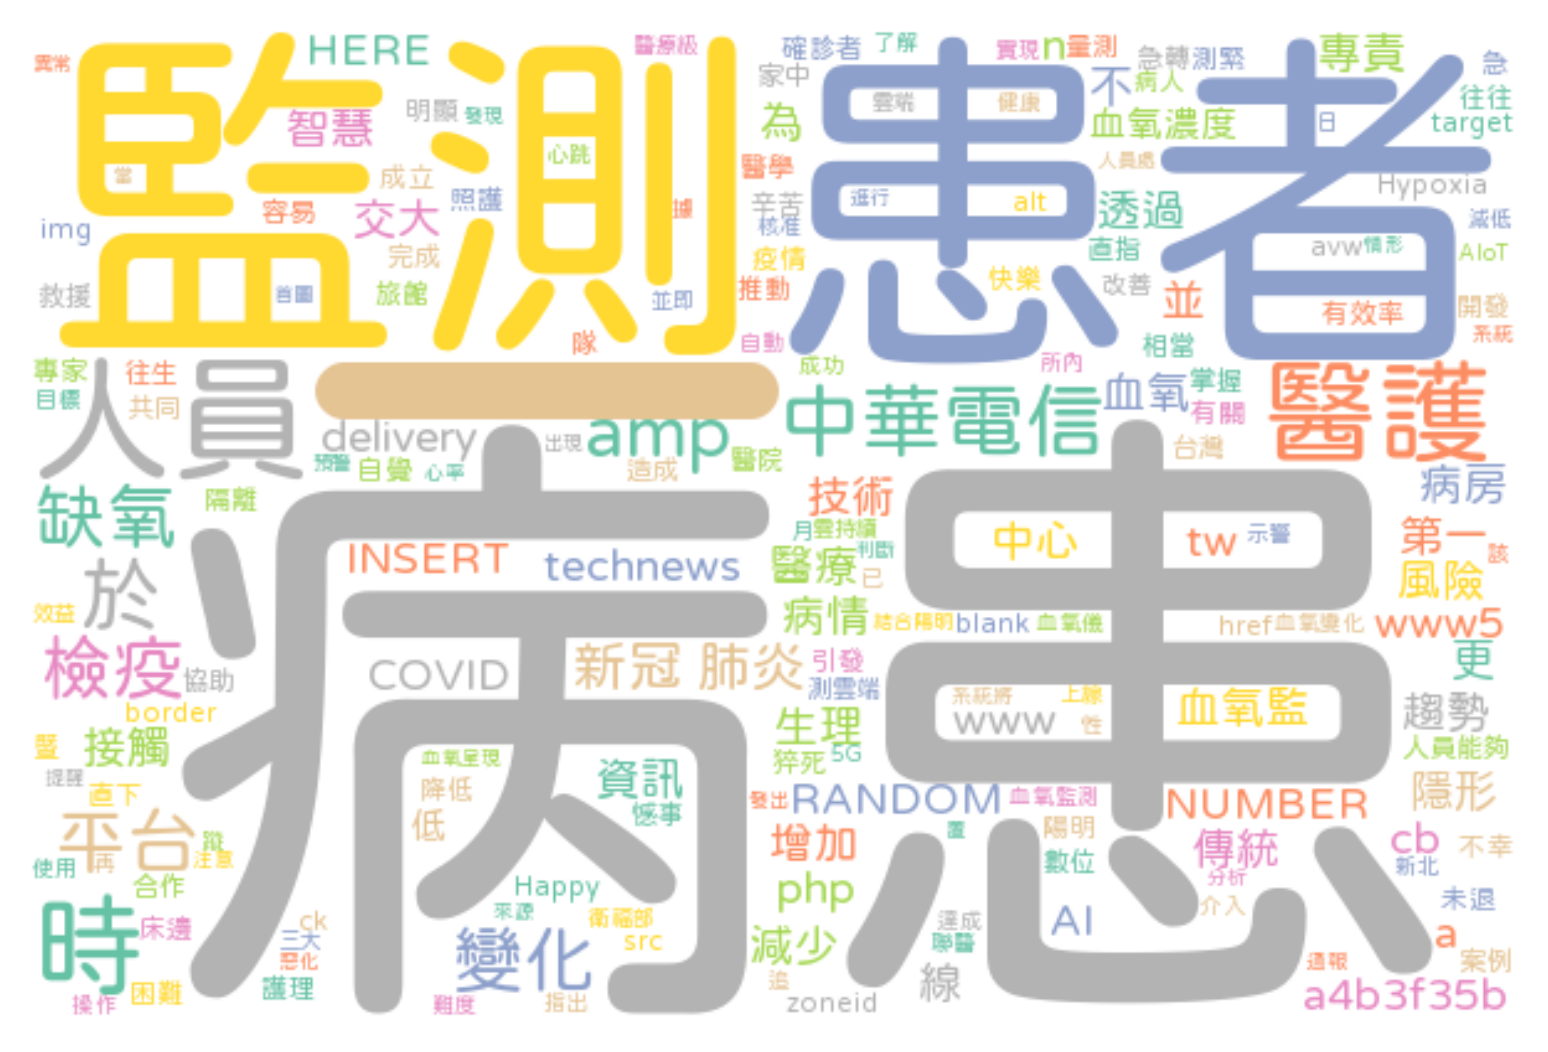 監測
患者
異常
HERE
醫療級
確診者
了解
實現
n
量測
急轉
測緊
專責
急
家中
不
病人
往往
智慧
明顯
發現
雲端
健康
為
血氧濃度
日
target
心跳
醫學
人員處
當
成立
Hypoxia
容易
交大
照護
據
辛苦
進行
alt
透過
減低
img
核准
完成
疫情
直指
avw
情形
AIoT
救援
首圖
旅館
並即
推動
快樂
改善
並
有效率
開發
系統
隊
自動
相當
專家
往生
一
成功
所內
目標
共同
人員
中華電信
血氧
掌握
有關
醫護
delivery
出現
amp
台灣
預警
自覺
心率
造成
醫院
病患
缺氧
隔離
技術
病房
月
雲持續
中心
tw
示警
第一
INSERT
technews
醫療
判斷
已
該
於
風險
效益
病情
結合陽明
blank
血氧儀
href
血氧變化
www5
檢疫
協助
COVID
新冠 肺炎
引發
更
測雲端
系統將
上線
血氧監
border
www
性
趨勢
暨
接觸
生理
血氧呈現
猝死
5G
人員能夠
提醒
直下
降低
資訊
發出
RANDOM
血氧監測
NUMBER
隱形
平台
低
憾事
置
陽明
再
蹤
注意
增加
傳統
cb
不幸
使用
數位
新北
合作
Happy
php
分析
未退
時
床邊
ck
來源
衛福部
達成
AI
介入
a
三大
變化
src
減少
聯醫
惡化
通報
案例
困難
護理
追
線
操作
難度
指出
zoneid
a4b3f35b